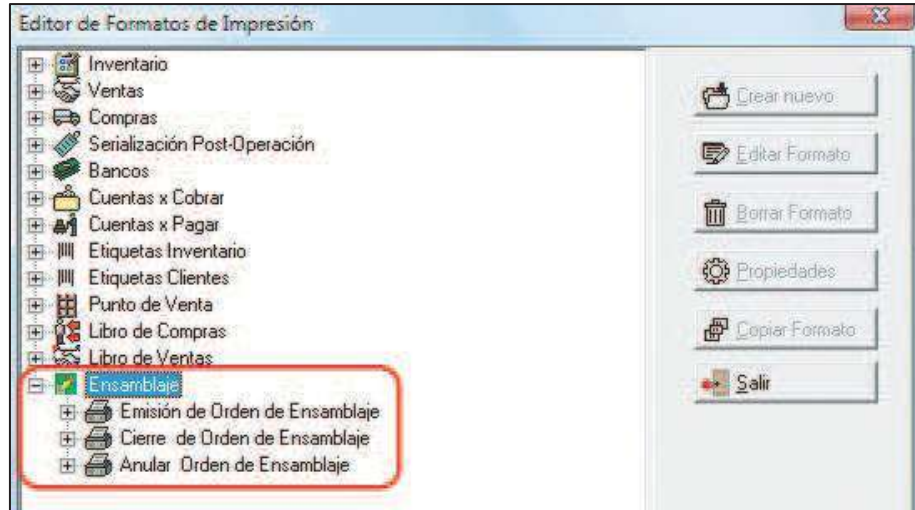 Editor de Formatos de Impresión
Inventario
Ventas
Compras
Serialización Post-Operación
Bancos
Cuentas x Cobrar
Cuentas x Pagar
Etiquetas Inventario
Etiquetas Clientes
Punto de Venta
Libro de Compras
Libro de Ventas
Ensamblaje
Emisión de Orden de Ensamblaje
Cierre de Orden de Ensamblaje
Anular Orden de Ensamblaje
Crear nuevo
Editar Formato
Borrar Formato
Propiedades
Copiar Formato
Salir